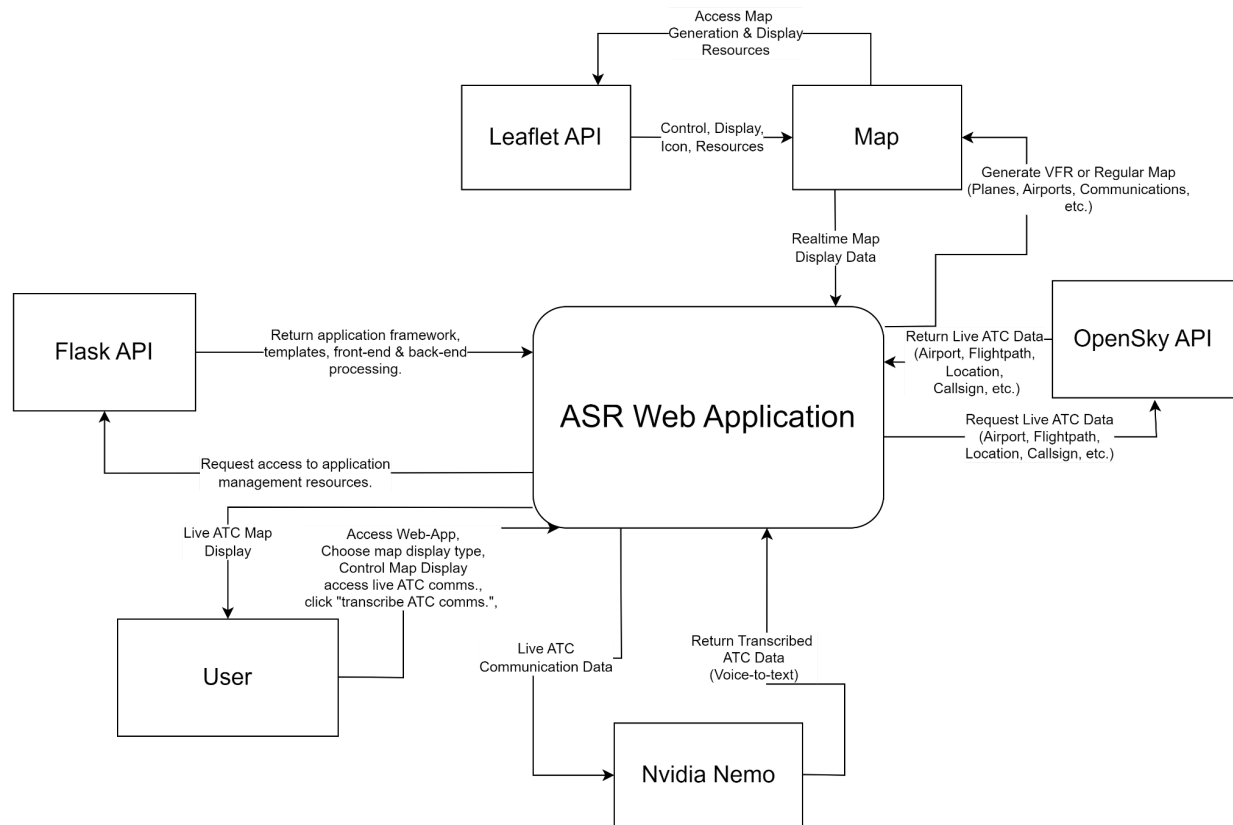 Access Map
Generation & Display
Resources
Leaflet API
Control, Display,
Icon, Resources
Map
Generate VFR or Regular Map
(Planes, Airports, Communications,
etc.)
Realtime Map
Display Data
Flask API
Return application framework,
templates, front-end & back-end
processing.
ASR Web Application
Return Live ATC Data
(Airport, Flightpath,
Location,
Callsign, etc.)
OpenSky API
Request Live ATC Data
(Airport, Flightpath,
Location, Callsign, etc.)
Request access to application
management resources.
Live ATC Map
Display
Access Web-App,
Choose map display type,
Control Map Display
access live ATC comms.,
click "transcribe ATC comms.",
User
Live ATC
Communication Data
Return Transcribed
ATC Data
(Voice-to-text)
Nvidia Nemo